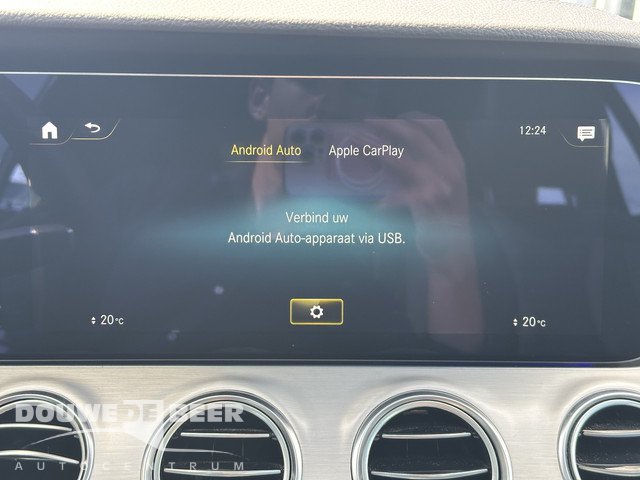 12:24
Android Auto Apple CarPlay
Verbind uw
Android Auto-apparaat via USB.
20°C 20°C
DOUWE DE BEER
AUTOCENTRUM